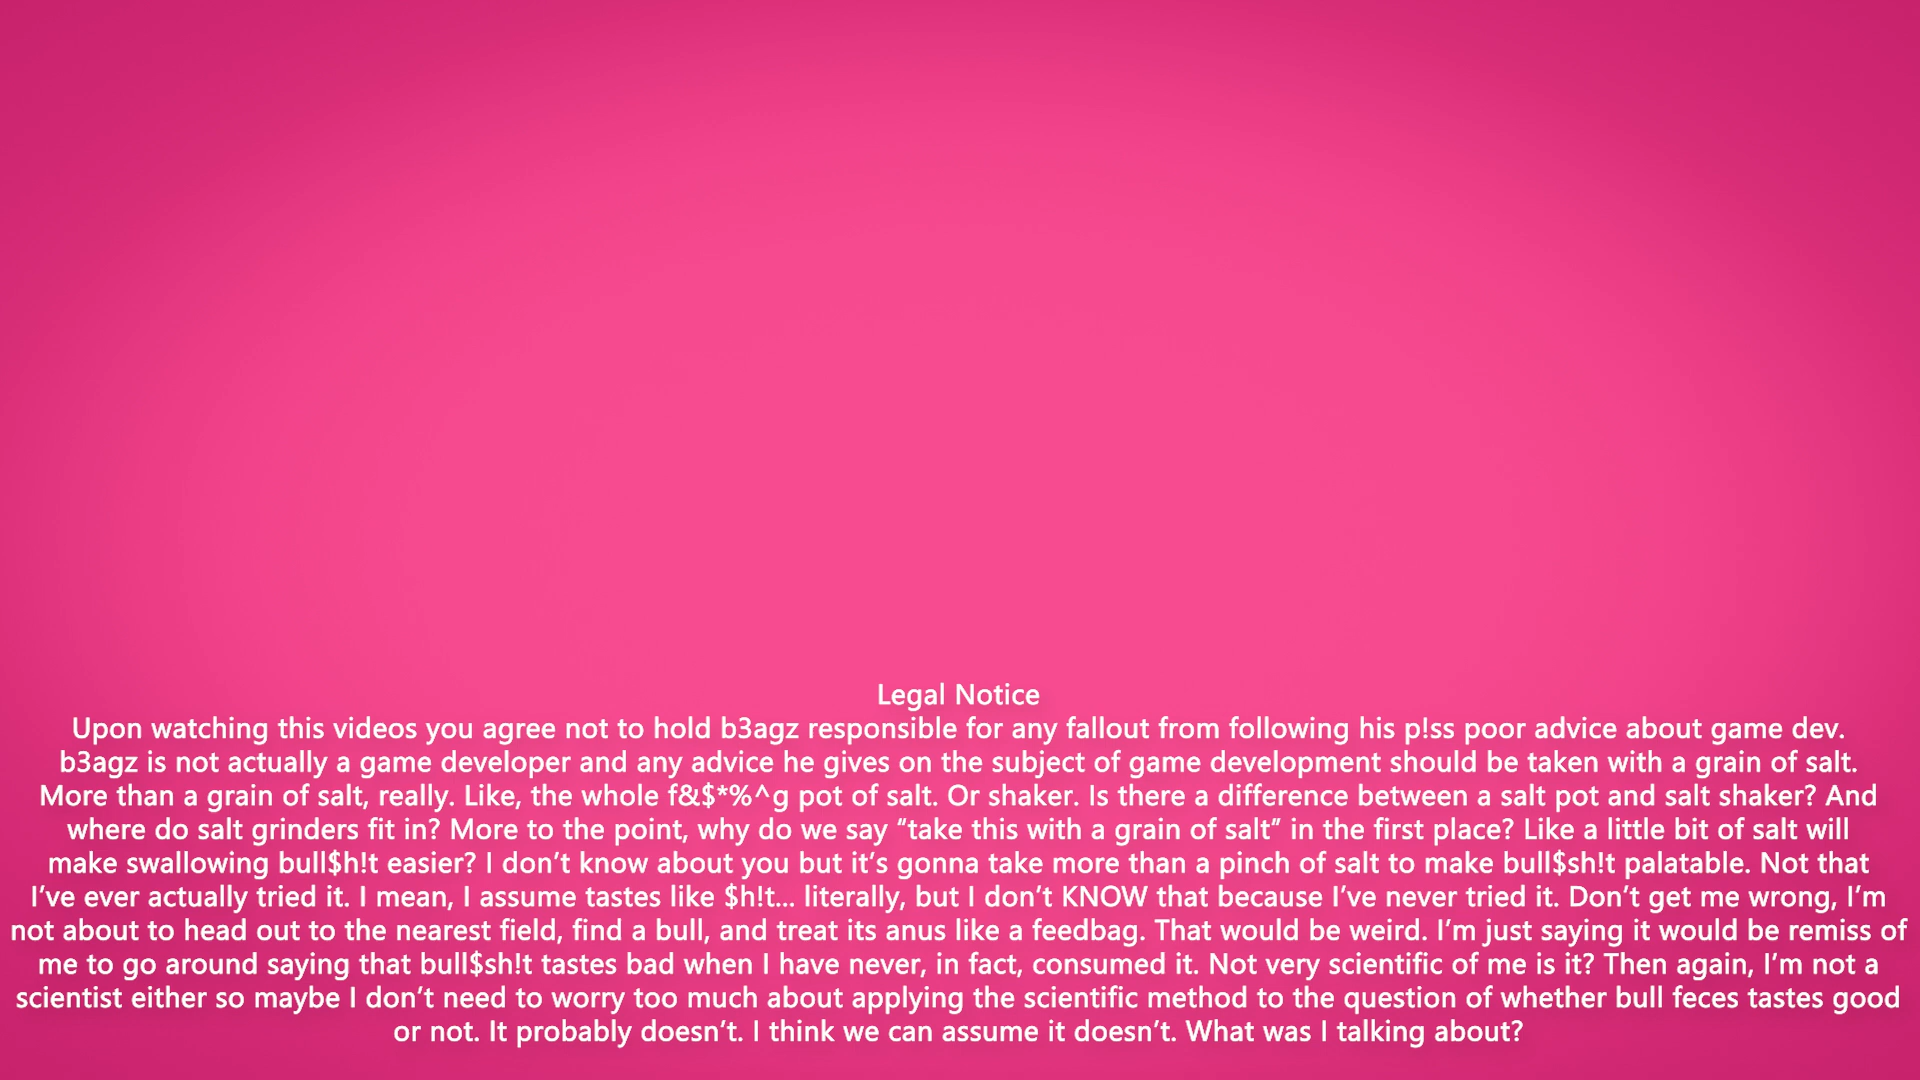 Legal Notice
Upon watching this videos you agree not to hold b3agz responsible for any fallout from following his p!ss poor advice about game dev.
b3agz is not actually a game developer and any advice he gives on the subject of game development should be taken with a grain of salt.
More than a grain of salt, really. Like, the whole f&$*%^g pot of salt. Or shaker. Is there a difference between a salt pot and salt shaker? And
where do salt grinders fit in? More to the point, why do we say “take this with a grain of salt” in the first place? Like a little bit of salt will
make swallowing bull$h!t easier? I don’t know about you but it’s gonna take more than a pinch of salt to make bull$sh!t palatable. Not that
I’ve ever actually tried it. I mean, I assume tastes like $h!t... literally, but I don’t KNOW that because I’ve never tried it. Don’t get me wrong, I’m
not about to head out to the nearest field, find a bull, and treat its anus like a feedbag. That would be weird. I’m just saying it would be remiss of
me to go around saying that bull$sh!t tastes bad when I have never, in fact, consumed it. Not very scientific of me is it? Then again, I’m not a
scientist either so maybe I don’t need to worry too much about applying the scientific method to the question of whether bull feces tastes good
or not. It probably doesn’t. I think we can assume it doesn’t. What was I talking about?